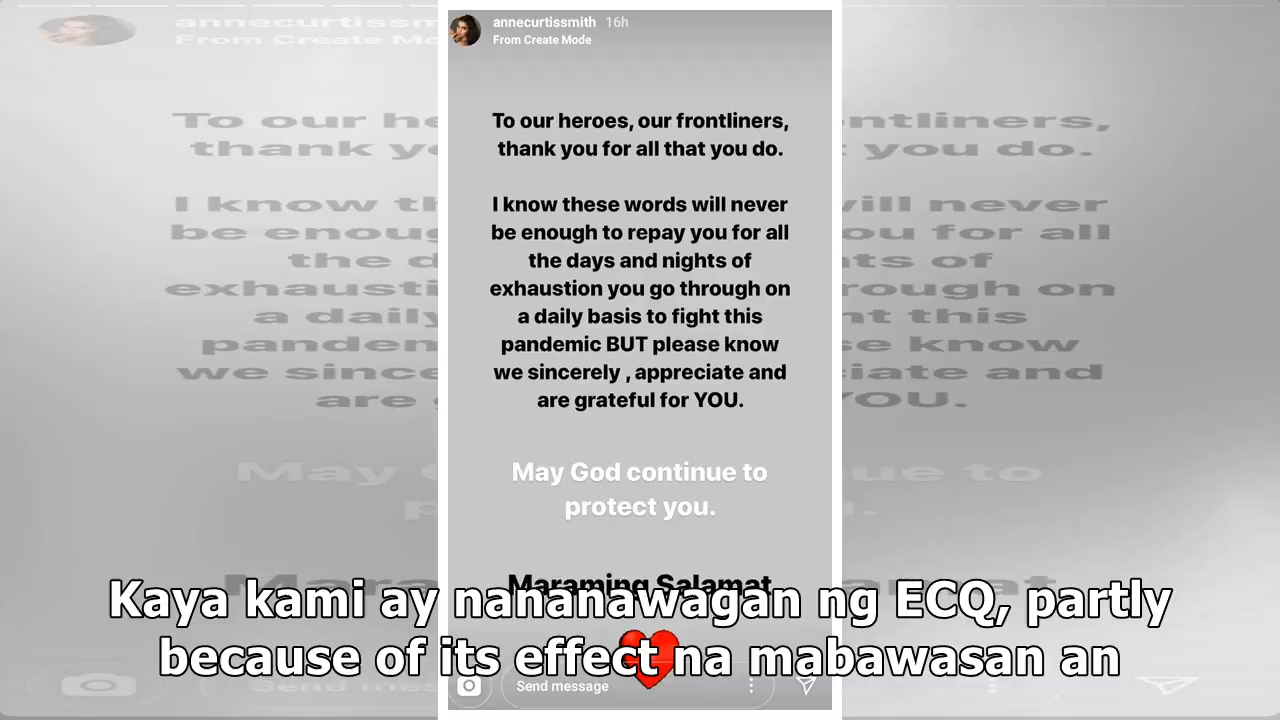 annecurtissmith 16h
From Create Mode
To our heroes, our frontliners,
thank you for all that you do.
I know these words will never
be enough to repay you for all
the days and nights of
exhaustion you go through on
a daily basis to fight this
pandemic BUT please know
we sincerely , appreciate and
are grateful for YOU.
May God continue to
protect you.
Maraming Salamat
Kaya kami ay nananawagan ng ECQ, partly
because of its effect na mabawasan an
Send message